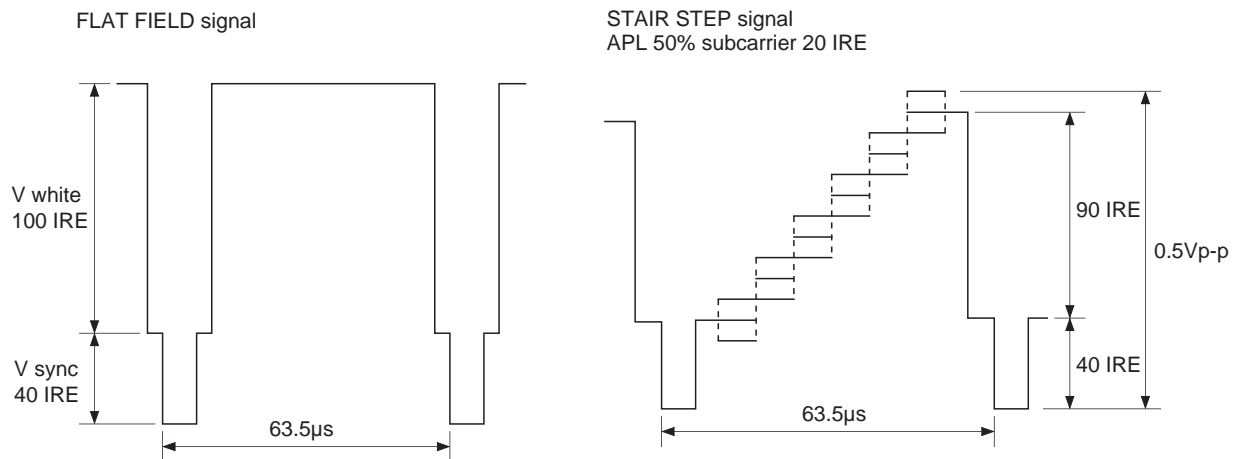 FLAT FIELD signal
V white
100 IRE
V sync
40 IRE
63.5µs
STAIR STEP signal
APL 50% subcarrier 20 IRE
90 IRE
0.5Vp-p
40 IRE
63.5µs